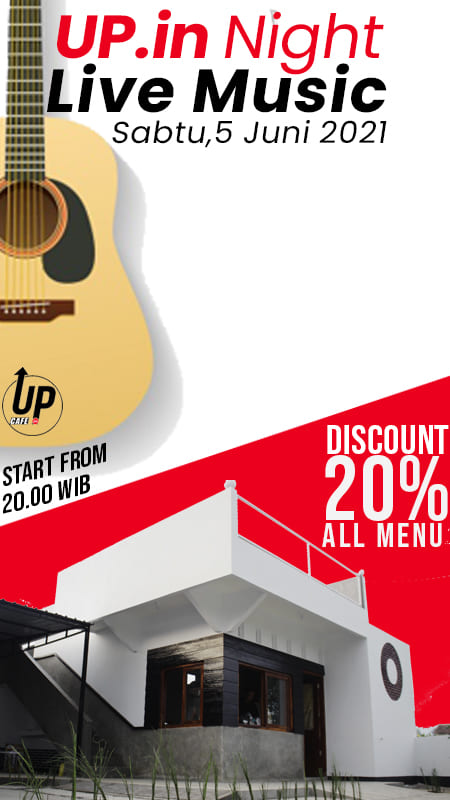 UP.in Night
Live Music
Sabtu,5 Juni 2021
UP
CAFE
START FROM
20.00 WIB
DISCOUNT
20%
ALL MENU